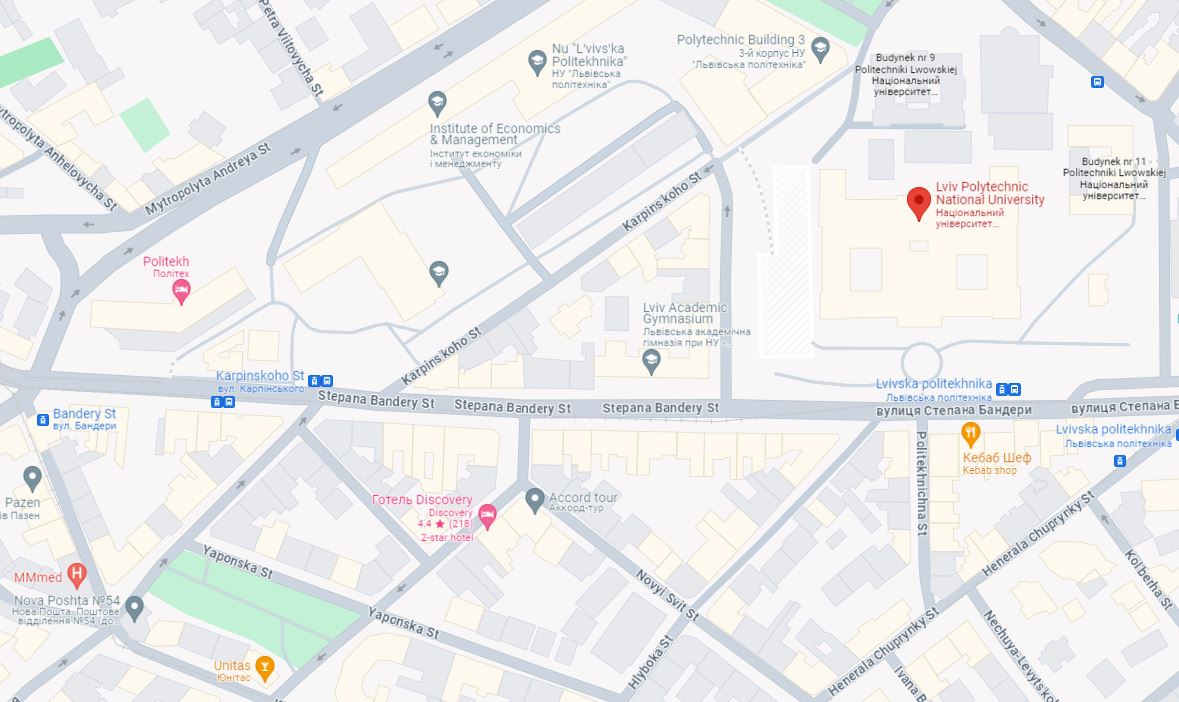 Petra Viitovycha St
Nu "L'vivs'ka
Politekhnika"
НУ "Львівська
політехніка"
Polytechnic Building 3
3-й корпус НУ
"Львівська політехніка"
Budynek nr 9
Politechniki Lwowskiej
Національний
університет…
Institute of Economics
& Management
Інститут економіки
і менеджменту
Mytropolyta Anhelovycha St
Mytropolyta Andreya St
Budynek nr 11
Politechniki Lwowskiej
Національний
університет…
Lviv Polytechnic
National University
Національний
університет…
Karpins'koho St
Politekh
Політех
Lviv Academic
Gymnasium
Львівська академічна
гімназія при НУ -…
Karpins'koho St
Karpinskoho St
вул. Карпінського
Stepana Bandery St
Stepana Bandery St
Stepana Bandery St
Lvivska politekhnika
Львівська політехніка
вулиця Степана Бандери
вулиця Степана Б
Bandery St
вул. Бандери
Lvivska politekhnika
Львівська політехніка
Кебаб Шеф
Kebab shop
Politekhnichna St
Pazen
ів Пазен
Готель Discovery
Discovery
4.4 ★ (218)
2-star hotel
Accord tour
Аккорд-тур
Henerala Chuprynky St
Kolberha St
Yaponska St
MMmed
Nova Poshta №54
Нова Пошта. Поштове
відділення №54 (до…
Yaponska St
Novyi Svit St
Hlyboka St
Henerala Chuprynky St
Nechuya-Levyts'ko
Ivana B
Unitas
Юнітас